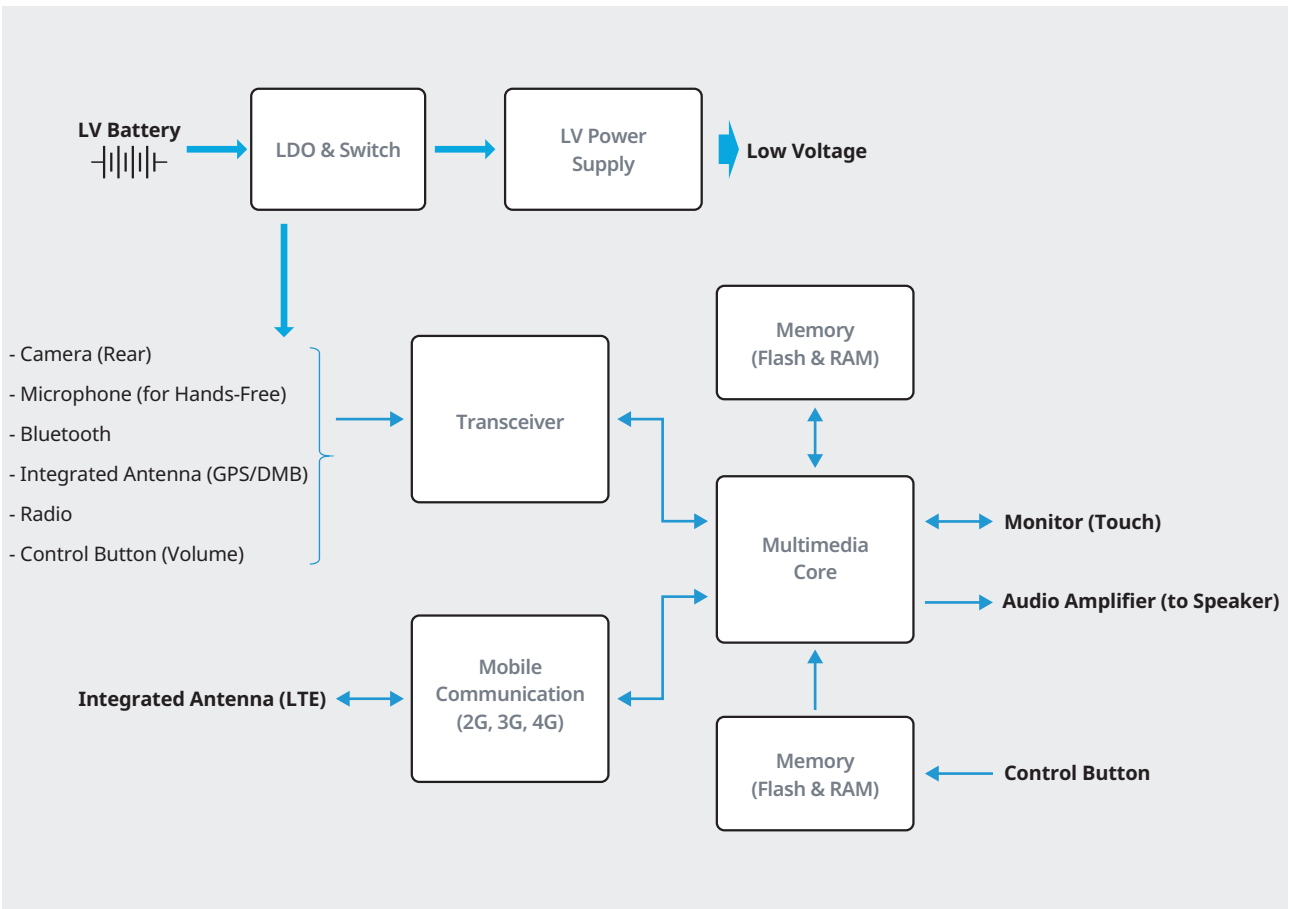 LV Battery
LDO & Switch
LV Power
Supply
Low Voltage
- Camera (Rear)
- Microphone (for Hands-Free)
- Bluetooth
- Integrated Antenna (GPS/DMB)
- Radio
- Control Button (Volume)
Transceiver
Memory
(Flash & RAM)
Multimedia
Core
Monitor (Touch)
Audio Amplifier (to Speaker)
Integrated Antenna (LTE)
Mobile
Communication
(2G, 3G, 4G)
Memory
(Flash & RAM)
Control Button